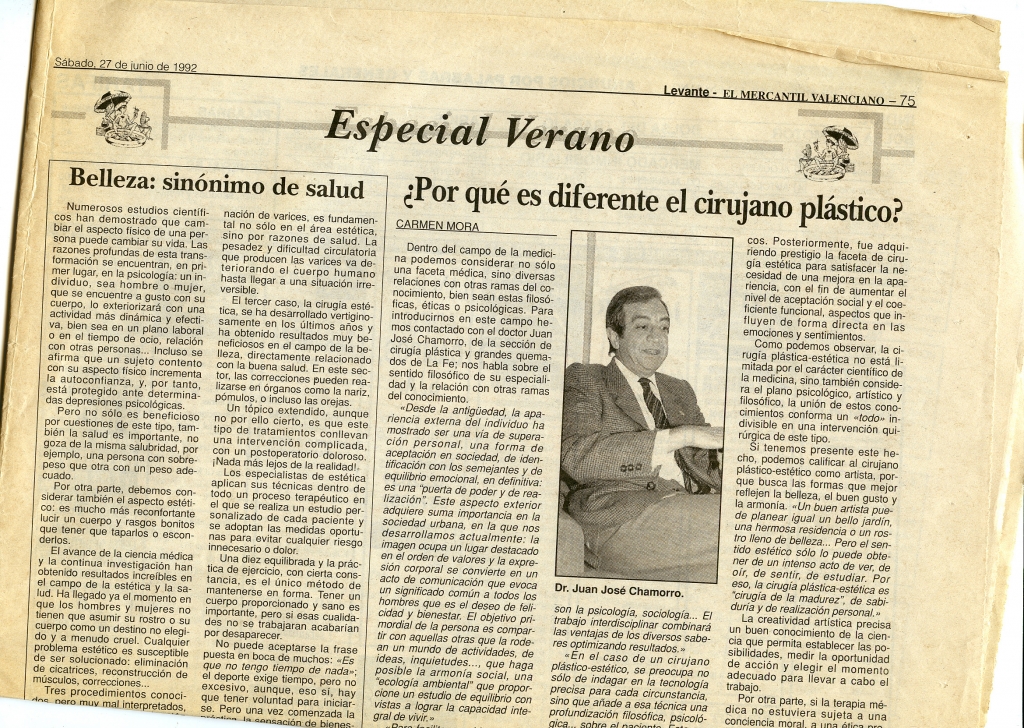 Sábado, 27 de junio de 1992
Levante - EL MERCANTIL VALENCIANO – 75
Especial Verano
Belleza: sinónimo de salud
Numerosos estudios científi-
cos han demostrado que cam-
biar el aspecto físico de una per-
sona puede cambiar su vida. Las
razones profundas de esta trans-
formación se encuentran, en pri-
mer lugar, en la psicología: un in-
dividuo, sea hombre o mujer,
que se encuentre a gusto con su
cuerpo, lo exteriorizará con una
actividad más dinámica y efecti-
va, bien sea en un plano laboral
o en el tiempo de ocio, relación
con otras personas... Incluso se
afirma que un sujeto contento
con su aspecto físico incrementa
la autoconfianza, y, por tanto,
está protegido ante determina-
das depresiones psicológicas.
Pero no sólo es beneficioso
por cuestiones de este tipo, tam-
bién la salud es importante, no
goza de la misma salubridad, por
ejemplo, una persona con sobre-
peso que otra con un peso ade-
cuado.
Por otra parte, debemos con-
siderar también el aspecto estéti-
co: es mucho más reconfortante
lucir un cuerpo y rasgos bonitos
que tener que taparlos o escon-
derlos.
El avance de la ciencia médica
y la continua investigación han
obtenido resultados increíbles en
el campo de la estética y la sa-
lud. Ha llegado ya el momento en
que los hombres y mujeres no
tienen que asumir su rostro o su
cuerpo como un destino no elegi-
do y a menudo cruel. Cualquier
problema estético es susceptible
de ser solucionado: eliminación
de cicatrices, reconstrucción de
músculos, correcciones...
Tres procedimientos conoci-
dos, pero muy mal interpretados,
nación de varices, es fundamen-
tal no sólo en el área estética,
sino por razones de salud. La
pesadez y dificultad circulatoria
que producen las varices va de-
teriorando el cuerpo humano
hasta llegar a una situación irre-
versible.
El tercer caso, la cirugía esté-
tica, se ha desarrollado vertigino-
samente en los últimos años y
ha obtenido resultados muy be-
neficiosos en el campo de la be-
lleza, directamente relacionado
con la buena salud. En este sec-
tor, las correcciones pueden rea-
lizarse en órganos como la nariz,
pómulos, o incluso las orejas.
Un tópico extendido, aunque
no por ello cierto, es que este
tipo de tratamientos conllevan
una intervención complicada,
con un postoperatorio doloroso,
¡Nada más lejos de la realidad!.
Los especialistas de estética
aplican sus técnicas dentro de
todo un proceso terapéutico en
el que se realiza un estudio per-
sonalizado de cada paciente y
se adoptan las medidas oportu-
nas para evitar cualquier riesgo
innecesario o dolor.
Una diez equilibrada y la prác-
tica de ejercicio, con cierta cons-
tancia, es el único método de
mantenerse en forma. Tener un
cuerpo proporcionado y sano es
importante, pero si esas cualida-
des no se trabajaran acabarían
por desaparecer.
No puede aceptarse la frase
puesta en boca de muchos: «Es
que no tengo tiempo de nada»;
el deporte exige tiempo, pero no
excesivo, aunque, eso sí, hay
que tener voluntad para iniciar-
se. Pero una vez comenzada la
¿Por qué es diferente el cirujano plástico?
CARMEN MORA
Dentro del campo de la medici-
na podemos considerar no sólo
una faceta médica, sino diversas
relaciones con otras ramas del co-
nocimiento, bien sean estas filosó-
ficas, éticas o psicológicas. Para
introducirnos en este campo he-
mos contactado con el doctor Juan
José Chamorro, de la sección de
cirugía plástica y grandes quema-
dos de La Fe; nos habla sobre el
sentido filosófico de su especiali-
dad y la relación con otras ramas
del conocimiento.
«Desde la antigüedad, la apa-
riencia externa del individuo ha
mostrado ser una vía de supera-
ción personal, una forma de
aceptación en sociedad, de iden-
tificación con los semejantes y de
equilibrio emocional, en definitiva:
es una "puerta de poder y de rea-
lización". Este aspecto exterior
adquiere suma importancia en la
sociedad urbana, en la que nos
desarrollamos actualmente: la
imagen ocupa un lugar destacado
en el orden de valores y la expre-
sión corporal se convierte en un
acto de comunicación que evoca
un significado común a todos los
hombres que es el deseo de feli-
cidad y bienestar. El objetivo pri-
mordial de la persona es compar-
tir con aquellas otras que la rode-
an un mundo de actividades, de
ideas, inquietudes..., que haga
posible la armonía social, una
"ecología ambiental" que propor-
cione un estudio de equilibrio con
vistas a lograr la capacidad inte-
gral de vivir.»
Dr. Juan José Chamorro.
son la psicología, sociología... El
trabajo interdisciplinar combinará
las ventajas de los diversos sabe-
res optimizando resultados.»
«En el caso de un cirujano
plástico-estético, se preocupa no
sólo de indagar en la tecnología
precisa para cada circunstancia,
sino que añade a esa técnica una
profundización filosófica, psicoló-
cos. Posteriormente, fue adqui-
riendo prestigio la faceta de ciru-
gía estética para satisfacer la ne-
cesidad de una mejora en la apa-
riencia, con el fin de aumentar el
nivel de aceptación social y el co-
eficiente funcional, aspectos que in-
fluyen de forma directa en las
emociones y sentimientos.
Como podemos observar, la ci-
rugía plástica-estética no está li-
mitada por el carácter científico de
la medicina, sino también conside-
ra el plano psicológico, artístico y
filosófico, la unión de estos cono-
cimientos conforma un «todo» in-
divisible en una intervención qui-
rúrgica de este tipo.
Si tenemos presente este
hecho, podemos calificar al cirujano
plástico-estético como artista, por-
que busca las formas que mejor
reflejen la belleza, el buen gusto y
la armonía. «Un buen artista pue-
de planear igual un bello jardín,
una hermosa residencia o un ros-
tro lleno de belleza... Pero el sen-
tido estético sólo lo puede obte-
ner de un intenso acto de ver, de
oír, de sentir, de estudiar. Por
eso, la cirugía plástica-estética es
"cirugía de la madurez", de sabi-
duría y de realización personal.»
La creatividad artística precisa
un buen conocimiento de la cien-
cia que permita establecer las po-
sibilidades, medir la oportunidad
de acción y elegir el momento
adecuado para llevar a cabo el
trabajo.
Por otra parte, si la terapia mé-
dica no estuviera sujeta a una